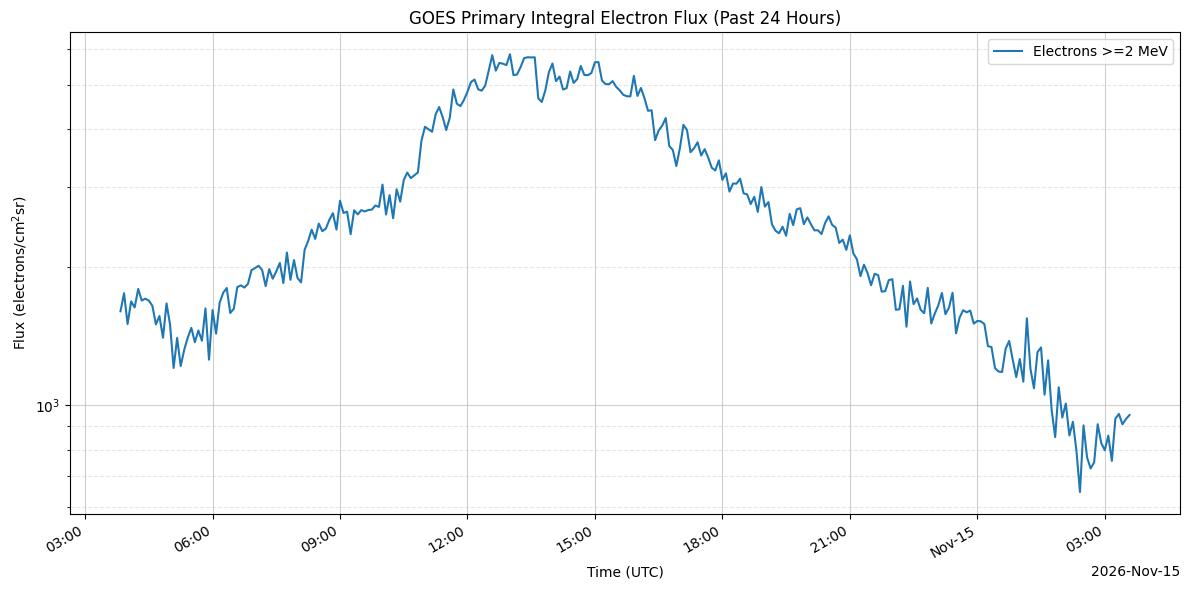 GOES Primary Integral Electron Flux (Past 24 Hours)
Electrons >=2 MeV
Flux (electrons/cm²sr)
10³
03:00
06:00
09:00
12:00
15:00
18:00
21:00
Nov-15
03:00
Time (UTC)
2026-Nov-15